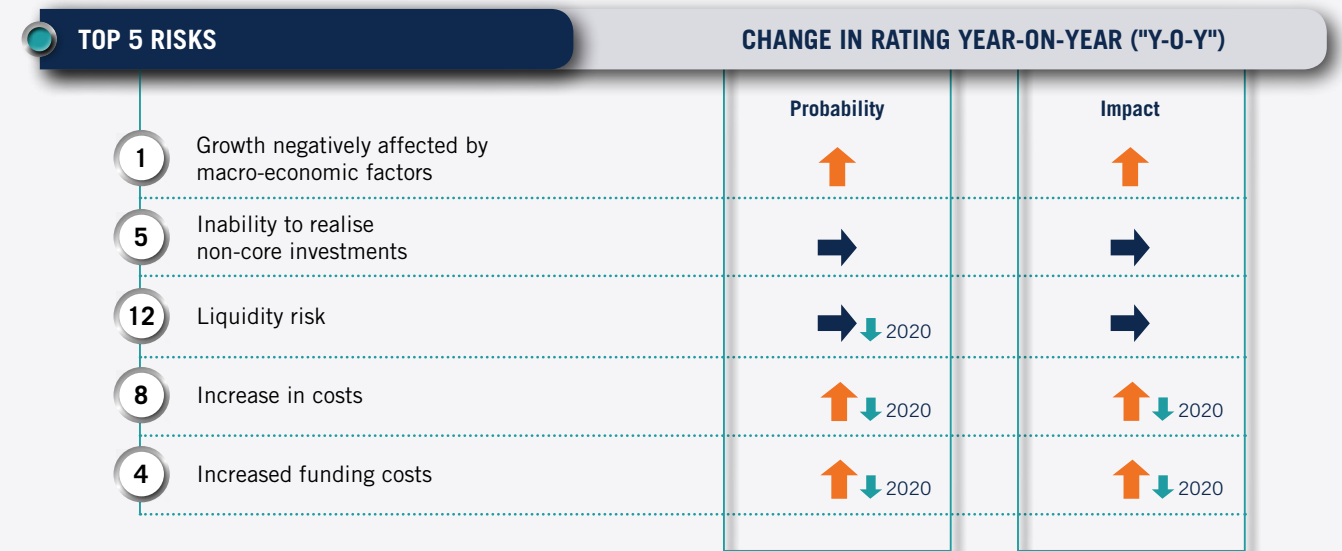 TOP 5 RISKS
CHANGE IN RATING YEAR-ON-YEAR ("Y-O-Y")
Probability
Impact
1
Growth negatively affected by
macro-economic factors
5
Inability to realise
non-core investments
12
Liquidity risk
2020
8
Increase in costs
2020
2020
4
Increased funding costs
2020
2020